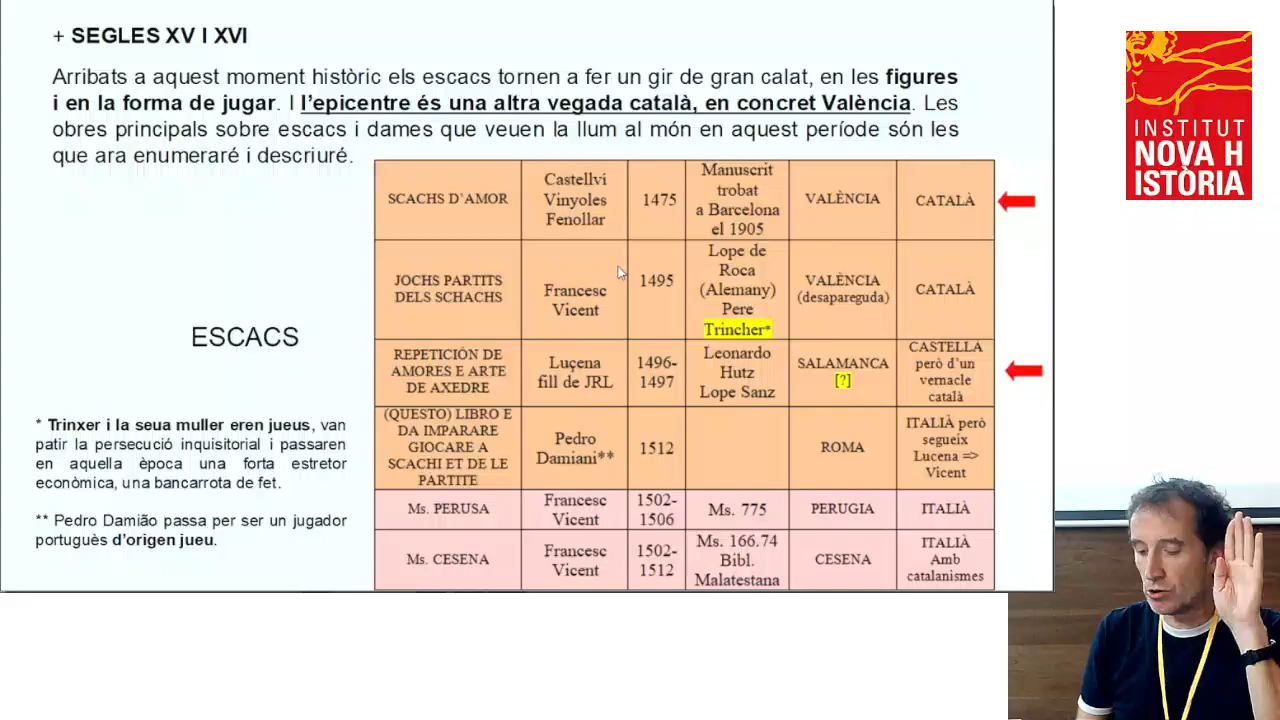 + SEGLES XV I XVI
Arribats a aquest moment històric els escacs tornen a fer un gir de gran calat, en les figures
i en la forma de jugar. I l'epicentre és una altra vegada català, en concret València. Les
obres principals sobre escacs i dames que veuen la llum al món en aquest període són les
que ara enumeraré i descriuré.
SCACHS D'AMOR
Castellvi
Vinyoles
Fenollar
1475
Manuscrit
trobat
a Barcelona
el 1905
VALÈNCIA
CATALÀ
JOCHS PARTITS
DELS SCHACHS
Francesc
Vicent
1495
Lope de
Roca
(Alemany)
Pere
Trincher*
VALÈNCIA
(desapareguda)
CATALÀ
REPETICIÓN DE
AMORES E ARTE
DE AXEDRE
Luçena
fill de JRL
1496-
1497
Leonardo
Hutz
Lope Sanz
SALAMANCA
[?]
CASTELLÀ
però d'un
vernacle
català
(QUESTO) LIBRO E
DA IMPARARE
GIOCARE A
SCACHI ET DE LE
PARTITE
Pedro
Damiani**
1512
ROMA
ITALIÀ però
segueix
Lucena =>
Vicent
Ms. PERUSA
Francesc
Vicent
1502-
1506
Ms. 775
PERUGIA
ITALIÀ
Ms. CESENA
Francesc
Vicent
1502-
1512
Ms. 166.74
Bibl.
Malatestana
CESENA
ITALIÀ
Amb
catalanismes
ESCACS
* Trinxer i la seua muller eren jueus, van
patir la persecució inquisitorial i passaren
en aquella època una forta estretor
econòmica, una bancarrota de fet.
** Pedro Damião passa per ser un jugador
portuguès d'origen jueu.
INSTITUT
NOVA H
ISTÒRIA